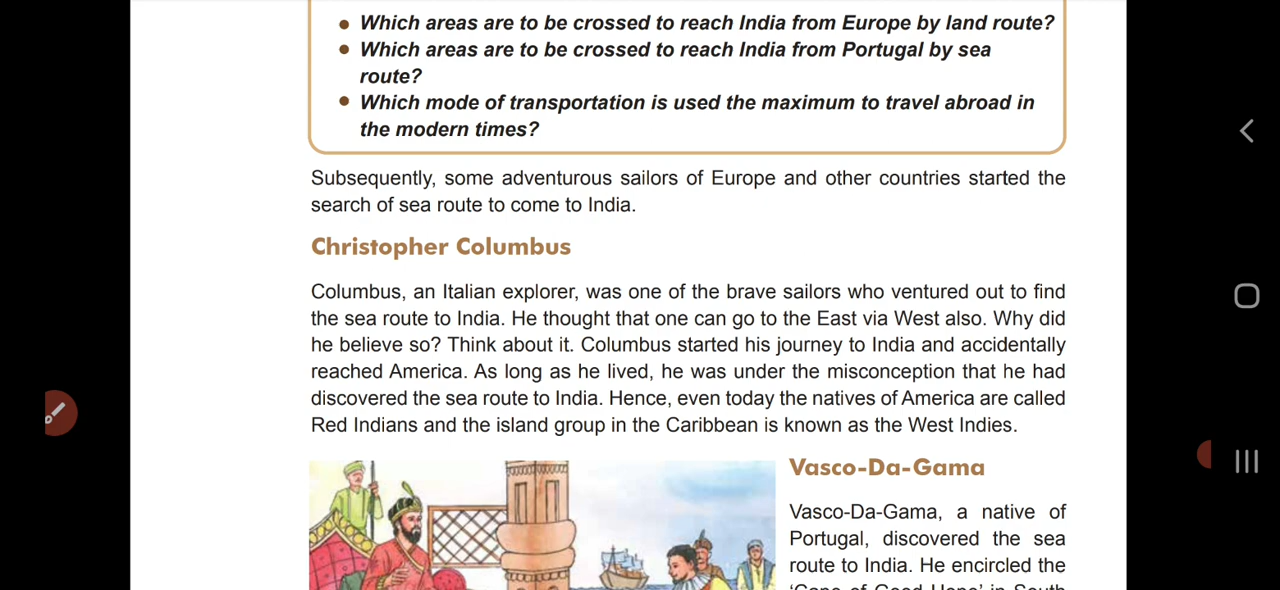 Which areas are to be crossed to reach India from Europe by land route?
Which areas are to be crossed to reach India from Portugal by sea
route?
Which mode of transportation is used the maximum to travel abroad in
the modern times?
Subsequently, some adventurous sailors of Europe and other countries started the
search of sea route to come to India.
Christopher Columbus
Columbus, an Italian explorer, was one of the brave sailors who ventured out to find
the sea route to India. He thought that one can go to the East via West also. Why did
he believe so? Think about it. Columbus started his journey to India and accidentally
reached America. As long as he lived, he was under the misconception that he had
discovered the sea route to India. Hence, even today the natives of America are called
Red Indians and the island group in the Caribbean is known as the West Indies.
Vasco-Da-Gama
Vasco-Da-Gama, a native of
Portugal, discovered the sea
route to India. He encircled the
'Cape of Good Hope' in South